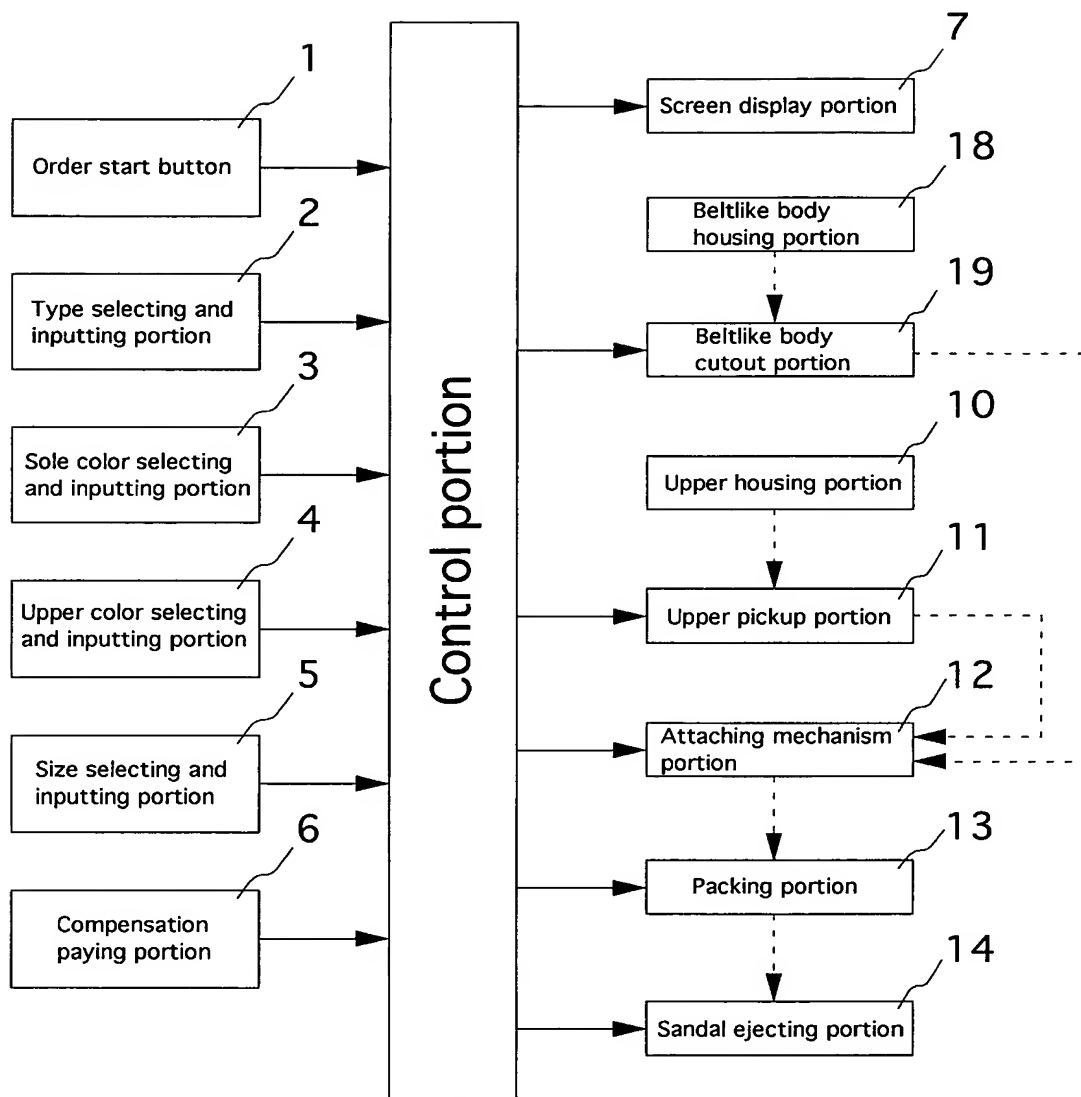 1
Order start button
2
Type selecting and
inputting portion
3
Sole color selecting
and inputting portion
4
Upper color selecting
and inputting portion
5
Size selecting and
inputting portion
6
Compensation
paying portion
Control portion
7
Screen display portion
18
Beltlike body
housing portion
19
Beltlike body
cutout portion
10
Upper housing portion
11
Upper pickup portion
12
Attaching mechanism
portion
13
Packing portion
14
Sandal ejecting portion